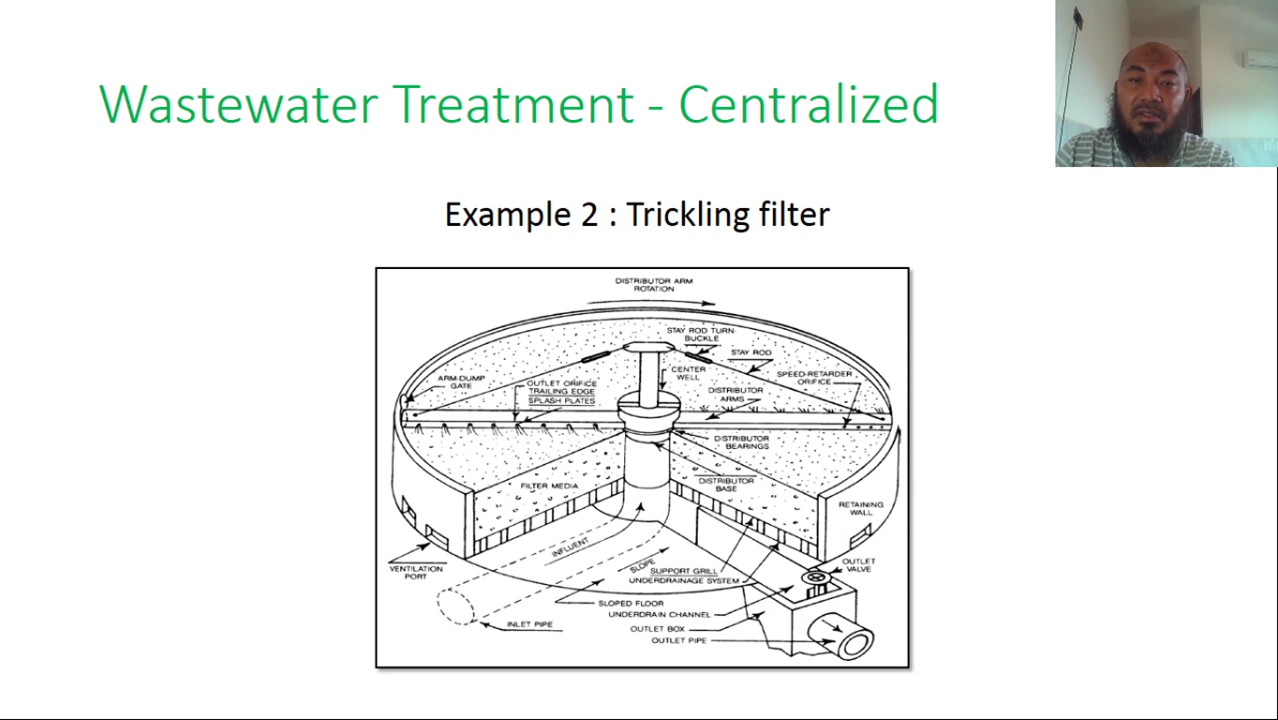 Wastewater Treatment - Centralized
Example 2 : Trickling filter
DISTRIBUTOR ARM
ROTATION
STAY ROD TURN-
BUCKLE
STAY ROD
CENTER
WELL
SPEED-RETARDER
ORIFICE
ARM-DUMP
GATE
OUTLET ORIFICE
TRAILING EDGE
SPLASH PLATES
DISTRIBUTOR
ARMS
DISTRIBUTOR
BEARINGS
FILTER MEDIA
DISTRIBUTOR
BASE
RETAINING
WALL
INFLUENT
SLOPE
VENTILATION
PORT
SUPPORT GRILL
UNDERDRAINAGE SYSTEM
OUTLET
VALVE
SLOPED FLOOR
UNDERDRAIN CHANNEL
INLET PIPE
OUTLET BOX
OUTLET PIPE